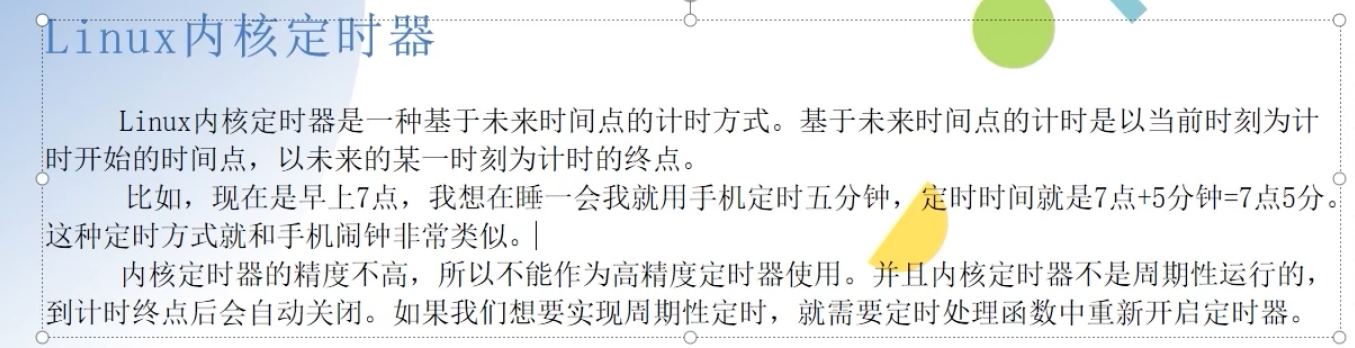 Linux内核定时器
Linux内核定时器是一种基于未来时间点的计时方式。基于未来时间点的计时是以当前时刻为计
时开始的时间点，以未来的某一时刻为计时的终点。
比如，现在是早上7点，我想在睡一会我就用手机定时五分钟，定时时间就是7点+5分钟=7点5分。
这种定时方式就和手机闹钟非常类似。
内核定时器的精度不高，所以不能作为高精度定时器使用。并且内核定时器不是周期性运行的，
到计时终点后会自动关闭。如果我们想要实现周期性定时，就需要定时处理函数中重新开启定时器。